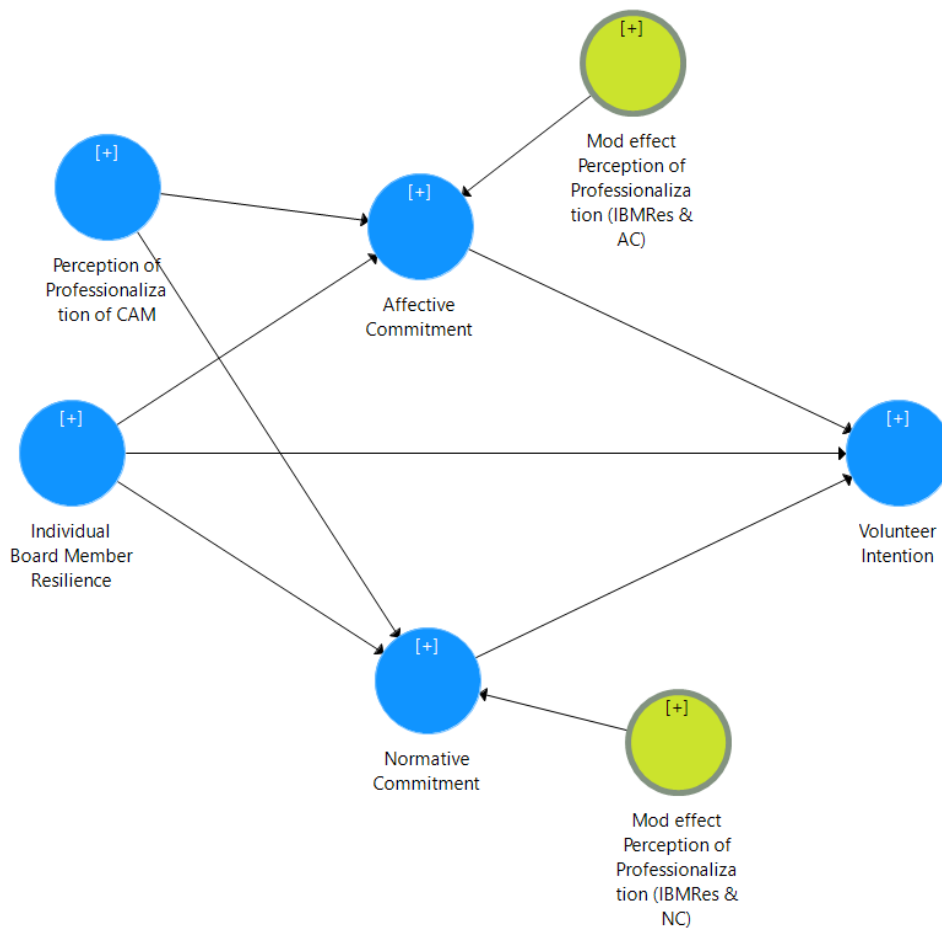 [+]
Mod effect
Perception of
Professionaliza
tion (IBMRes &
AC)
[+]
Perception of
Professionaliza
tion of CAM
[+]
Affective
Commitment
[+]
Individual
Board Member
Resilience
[+]
Volunteer
Intention
[+]
Normative
Commitment
[+]
Mod effect
Perception of
Professionaliza
tion (IBMRes &
NC)